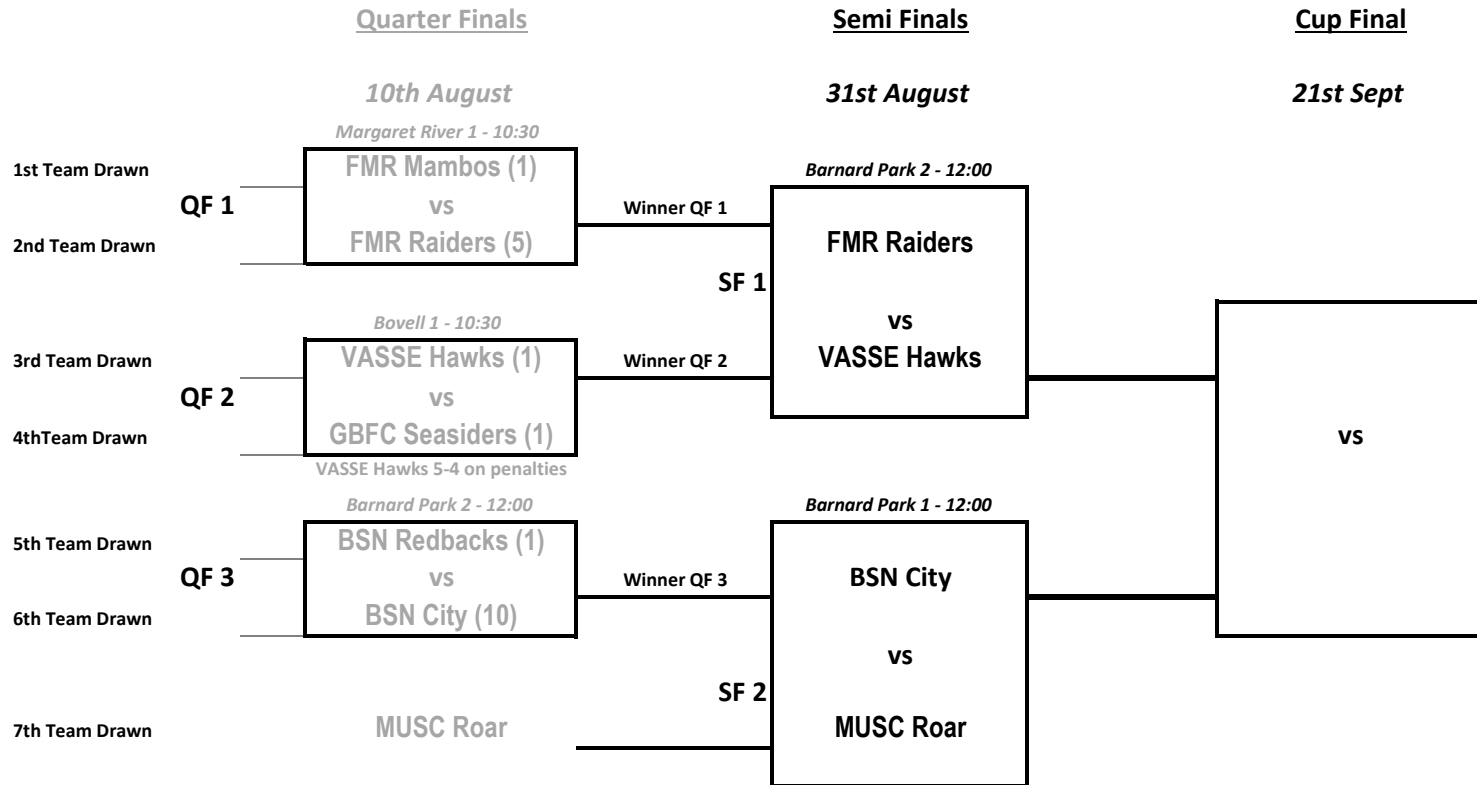 Quarter Finals
Semi Finals
Cup Final
10th August
31st August
21st Sept
Margaret River 1 - 10:30
1st Team Drawn
FMR Mambos (1)
Barnard Park 2 - 12:00
QF 1
vs
Winner QF 1
2nd Team Drawn
FMR Raiders (5)
FMR Raiders
SF 1
Bovell 1 - 10:30
vs
3rd Team Drawn
VASSE Hawks (1)
Winner QF 2
VASSE Hawks
QF 2
vs
4thTeam Drawn
GBFC Seasiders (1)
vs
VASSE Hawks 5-4 on penalties
Barnard Park 2 - 12:00
Barnard Park 1 - 12:00
5th Team Drawn
BSN Redbacks (1)
QF 3
vs
Winner QF 3
BSN City
6th Team Drawn
BSN City (10)
vs
SF 2
7th Team Drawn
MUSC Roar
MUSC Roar